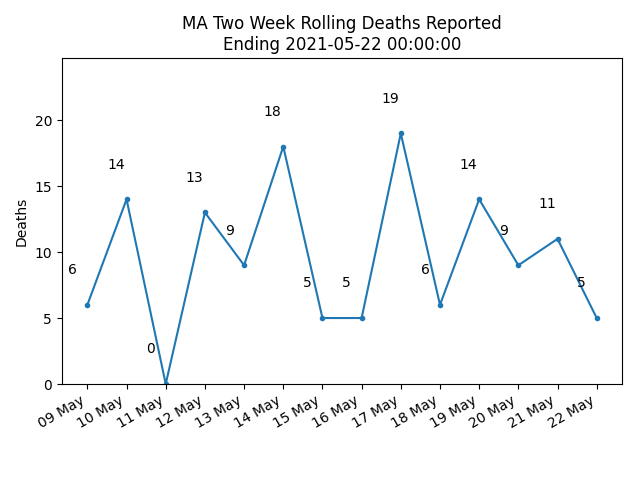 MA Two Week Rolling Deaths Reported
Ending 2021-05-22 00:00:00
Deaths
20
15
10
5
0
6
14
0
13
9
18
5
5
19
6
14
9
11
5
09 May
10 May
11 May
12 May
13 May
14 May
15 May
16 May
17 May
18 May
19 May
20 May
21 May
22 May